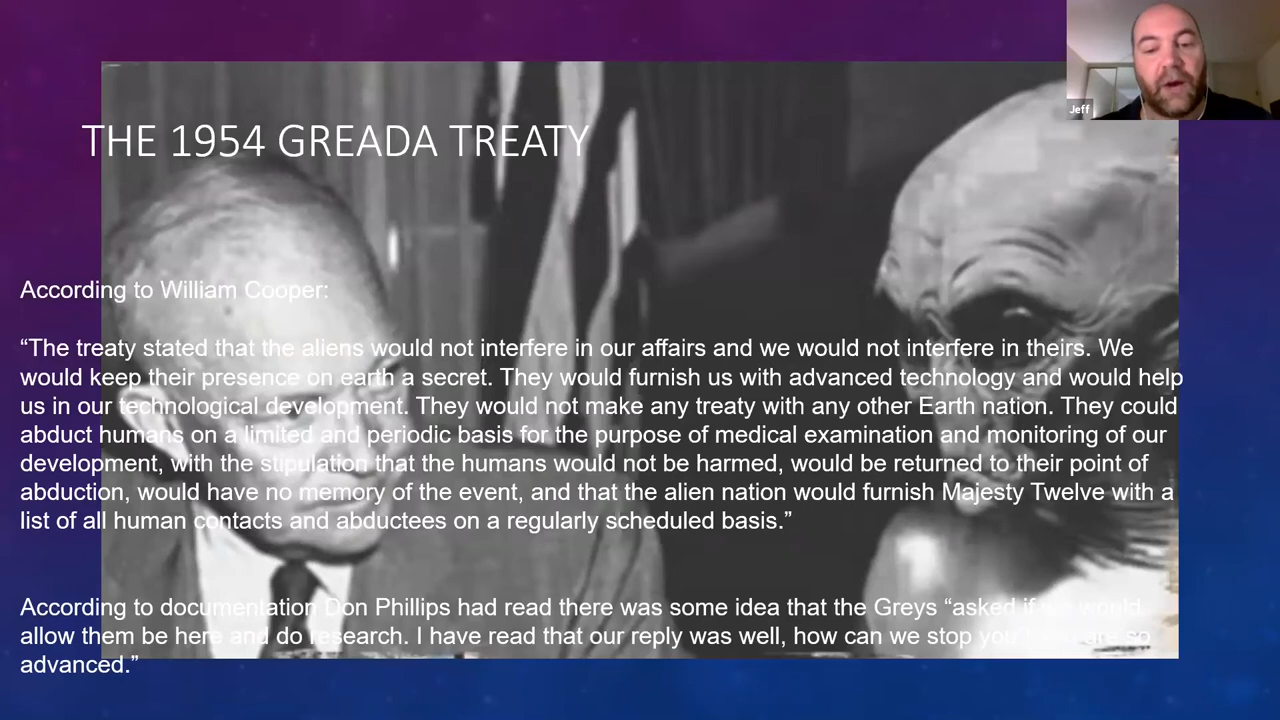 Jeff
THE 1954 GREADA TREATY
According to William Cooper:
“The treaty stated that the aliens would not interfere in our affairs and we would not interfere in theirs. We
would keep their presence on earth a secret. They would furnish us with advanced technology and would help
us in our technological development. They would not make any treaty with any other Earth nation. They could
abduct humans on a limited and periodic basis for the purpose of medical examination and monitoring of our
development, with the stipulation that the humans would not be harmed, would be returned to their point of
abduction, would have no memory of the event, and that the alien nation would furnish Majesty Twelve with a
list of all human contacts and abductees on a regularly scheduled basis.”
According to documentation Don Phillips had read there was some idea that the Greys “asked if we would
allow them be here and do research. I have read that our reply was well, how can we stop you are so
advanced.”